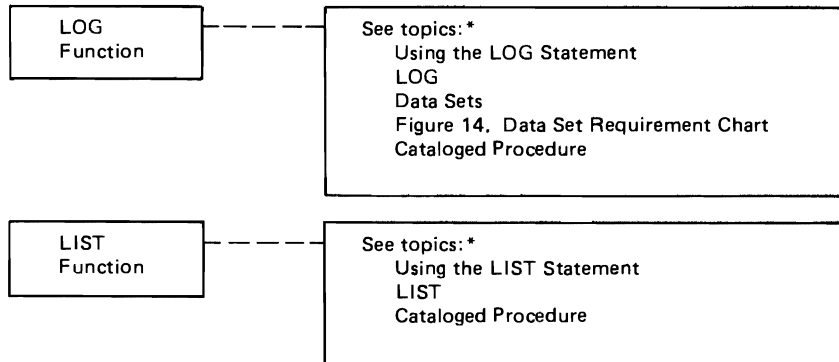 LOG
Function
See topics:*
Using the LOG Statement
LOG
Data Sets
Figure 14. Data Set Requirement Chart
Cataloged Procedure
LIST
Function
See topics:*
Using the LIST Statement
LIST
Cataloged Procedure